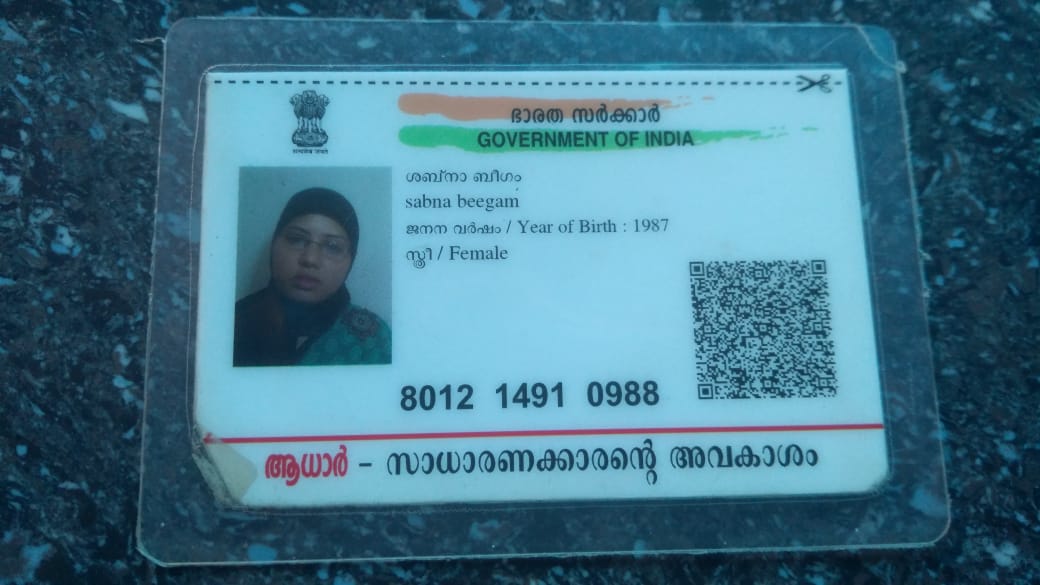 ഭാരത സർക്കാർ
GOVERNMENT OF INDIA
ശബ്നാ ബീഗം
sabna beegam
ജനന വർഷം / Year of Birth : 1987
സ്ത്രീ / Female
8012 1491 0988
ആധാർ – സാധാരണക്കാരന്റെ അവകാശം